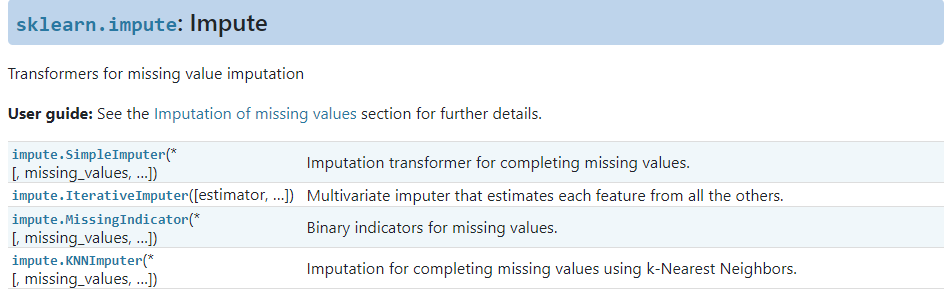 sklearn.impute: Impute
Transformers for missing value imputation
User guide: See the Imputation of missing values section for further details.
impute.SimpleImputer(*
[, missing_values, ...])
Imputation transformer for completing missing values.
impute.IterativeImputer([estimator, ...])
Multivariate imputer that estimates each feature from all the others.
impute.MissingIndicator(*
[, missing_values, ...])
Binary indicators for missing values.
impute.KNNImputer(*
[, missing_values, ...])
Imputation for completing missing values using k-Nearest Neighbors.